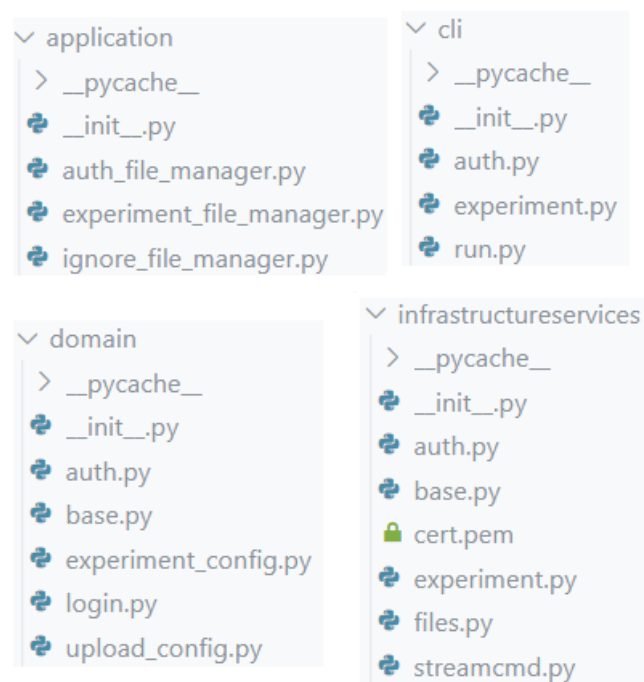 application
__pycache__
__init__.py
auth_file_manager.py
experiment_file_manager.py
ignore_file_manager.py
cli
__pycache__
__init__.py
auth.py
experiment.py
run.py
domain
__pycache__
__init__.py
auth.py
base.py
experiment_config.py
login.py
upload_config.py
infrastructureservices
__pycache__
__init__.py
auth.py
base.py
cert.pem
experiment.py
files.py
streamcmd.py